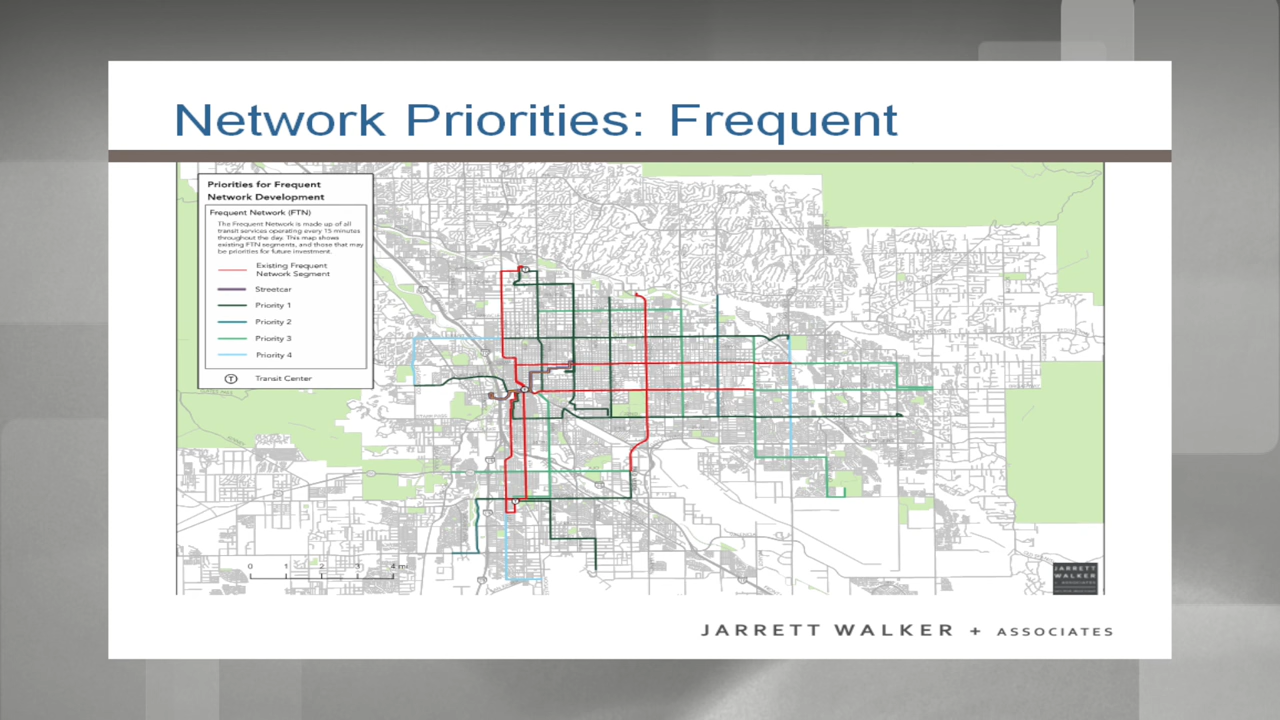 Network Priorities: Frequent
Priorities for Frequent
Network Development
Frequent Network (FTN)
The Frequent Network is made up of all
transit services operating every 15 minutes
throughout the day. This map shows
existing FTN segments, and those that may
be priorities for future investment.
Existing Frequent
Network Segment
Streetcar
Priority 1
Priority 2
Priority 3
Priority 4
T Transit Center
0 1 2 3 4 mi
JARRETT
WALKER
JARRETT WALKER + ASSOCIATES